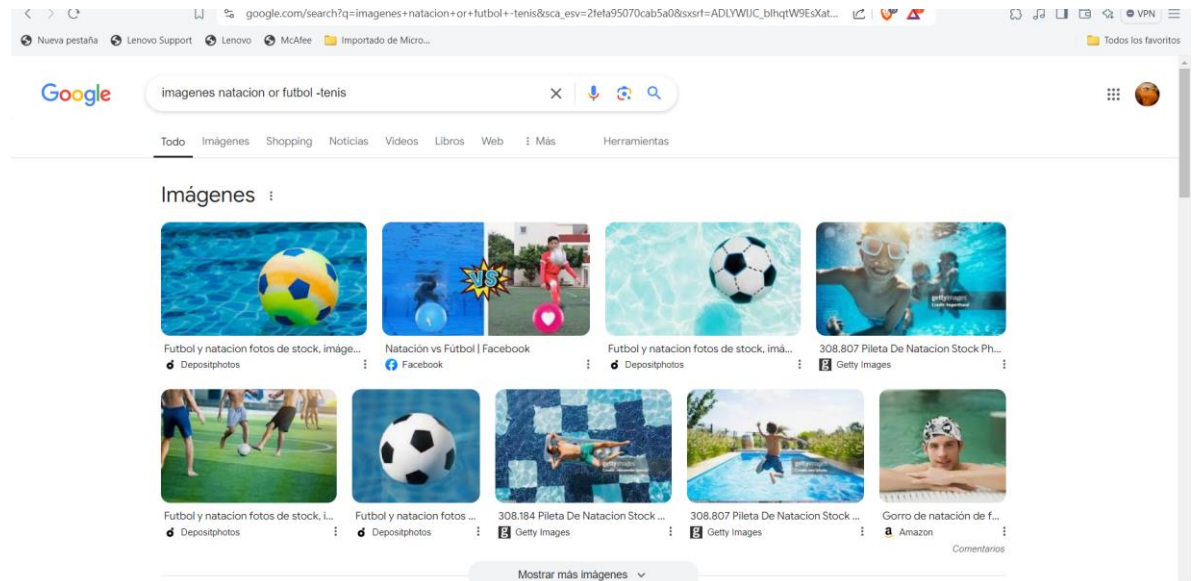 google.com/search?q=imagenes+natacion+or+futbol+-tenis&sca_esv=2fefa95070cab5a0&sxsrf=ADLYWIJC_blhqtW9EsXat...
VPN
Nueva pestaña Lenovo Support Lenovo McAfee Importado de Micro... Todos los favoritos
Google imagenes natacion or futbol -tenis
Todo Imágenes Shopping Noticias Videos Libros Web Más Herramientas
Imágenes
VS
gettyimages
Futbol y natacion fotos de stock, imáge... Natación vs Fútbol | Facebook Futbol y natacion fotos de stock, imá... 308.807 Pileta De Natacion Stock Ph...
Depositphotos Facebook Depositphotos Getty Images
gettyimages gettyimages
Futbol y natacion fotos de stock, i... Futbol y natacion fotos ... 308.184 Pileta De Natacion Stock ... 308.807 Pileta De Natacion Stock ... Gorro de natación de f...
Depositphotos Depositphotos Getty Images Getty Images Amazon
Comentarios
Mostrar más imágenes